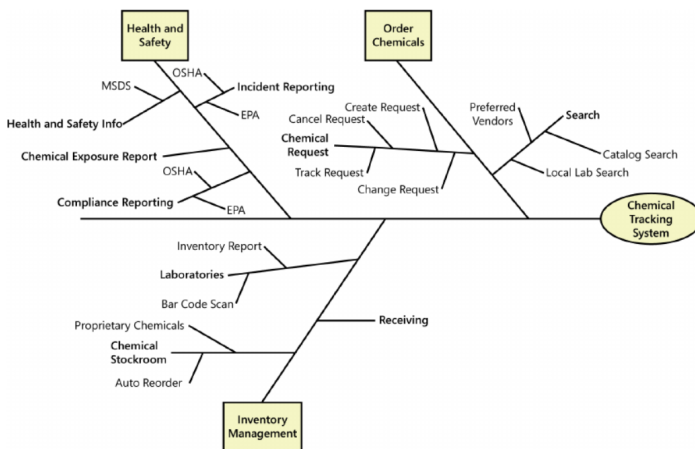 Health and
Safety
Order
Chemicals
OSHA
MSDS
Incident Reporting
EPA
Health and Safety Info
Chemical Exposure Report
OSHA
Compliance Reporting
EPA
Create Request
Cancel Request
Chemical
Request
Track Request
Change Request
Preferred
Vendors
Search
Catalog Search
Local Lab Search
Chemical
Tracking
System
Inventory Report
Laboratories
Bar Code Scan
Receiving
Proprietary Chemicals
Chemical
Stockroom
Auto Reorder
Inventory
Management